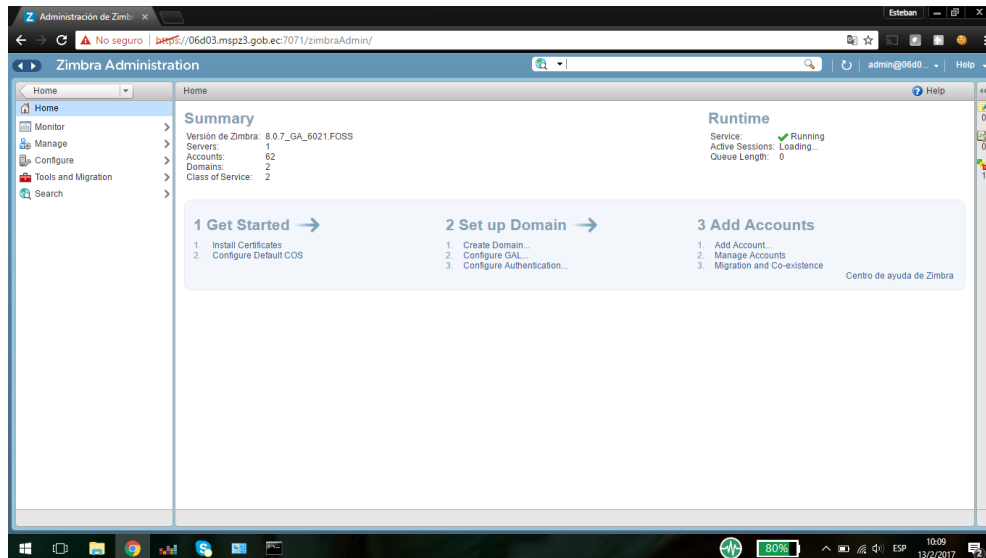 Administración de Zimbr
Esteban
No seguro
https://06d03.mspz3.gob.ec:7071/zimbraAdmin/
Zimbra Administration
admin@06d0...
Help
Home
Home
Help
Home
Monitor
Manage
Configure
Tools and Migration
Search
Summary
Versión de Zimbra: 8.0.7_GA_6021.FOSS
Servers: 1
Accounts: 62
Domains: 2
Class of Service: 2
Runtime
Service: Running
Active Sessions: Loading...
Queue Length: 0
1 Get Started
1. Install Certificates
2. Configure Default COS
2 Set up Domain
1. Create Domain...
2. Configure GAL...
3. Configure Authentication...
3 Add Accounts
1. Add Account...
2. Manage Accounts
3. Migration and Co-existence
Centro de ayuda de Zimbra
0
0
1
80%
ESP
10:09
13/2/2017
2